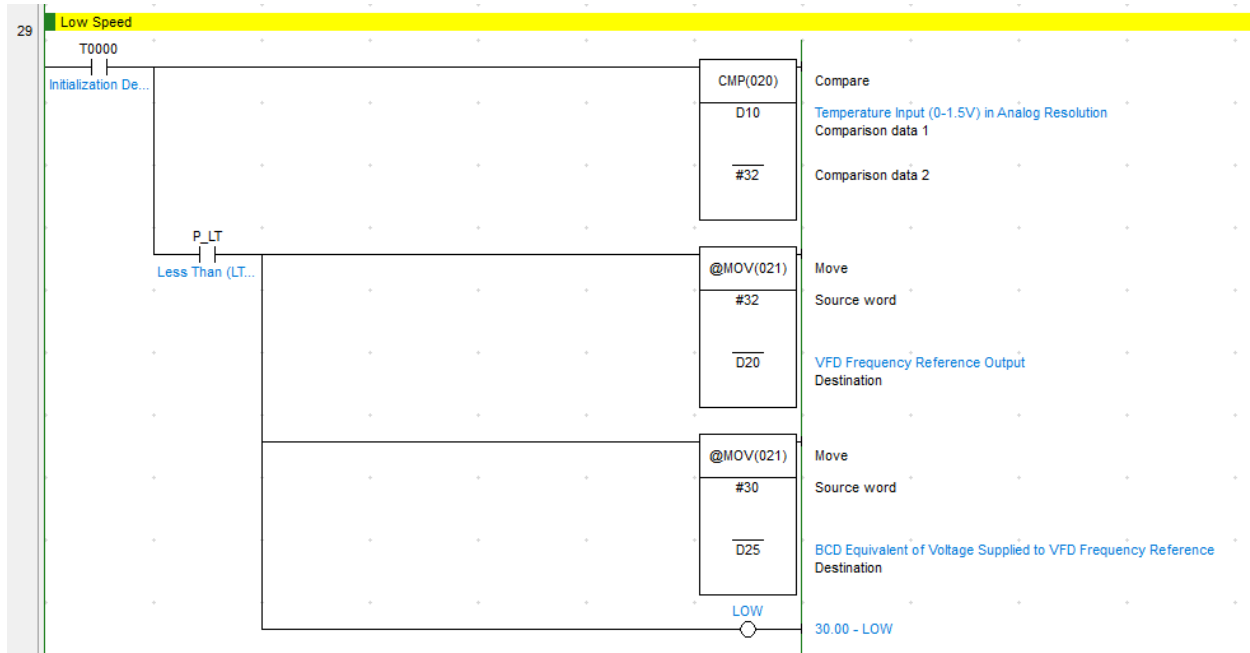 29
Low Speed
T0000
Initialization De...
CMP(020)
Compare
D10
Temperature Input (0-1.5V) in Analog Resolution
Comparison data 1
#32
Comparison data 2
P_LT
Less Than (LT...
@MOV(021)
Move
#32
Source word
D20
VFD Frequency Reference Output
Destination
@MOV(021)
Move
#30
Source word
D25
BCD Equivalent of Voltage Supplied to VFD Frequency Reference
Destination
LOW
30.00 - LOW